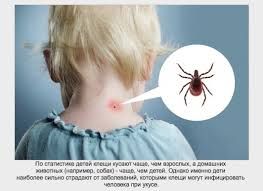 По статистике детей клещи кусают чаще, чем взрослых, а домашних
животных (например, собак) - чаще, чем детей. Однако именно дети
наиболее сильно страдают от заболеваний, которыми клещи могут инфицировать
человека при укусе.